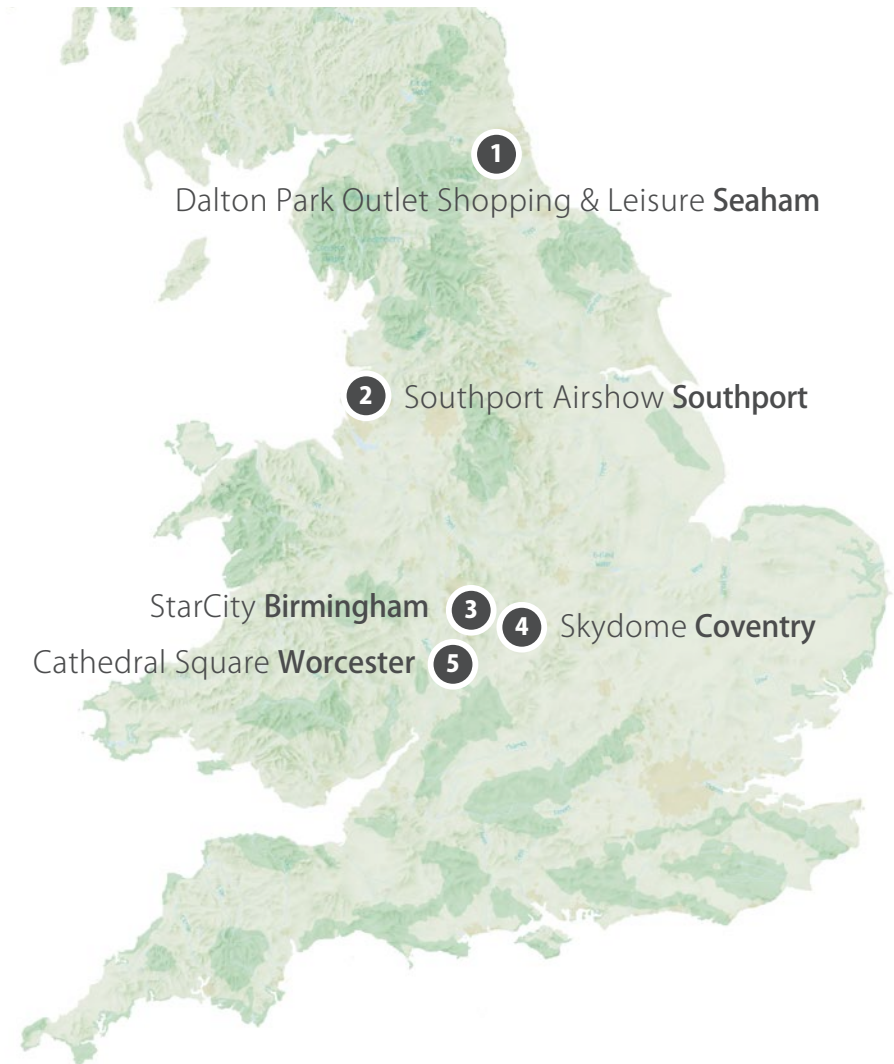 1
Dalton Park Outlet Shopping & Leisure Seaham
2 Southport Airshow Southport
StarCity Birmingham 3
4 Skydome Coventry
Cathedral Square Worcester 5